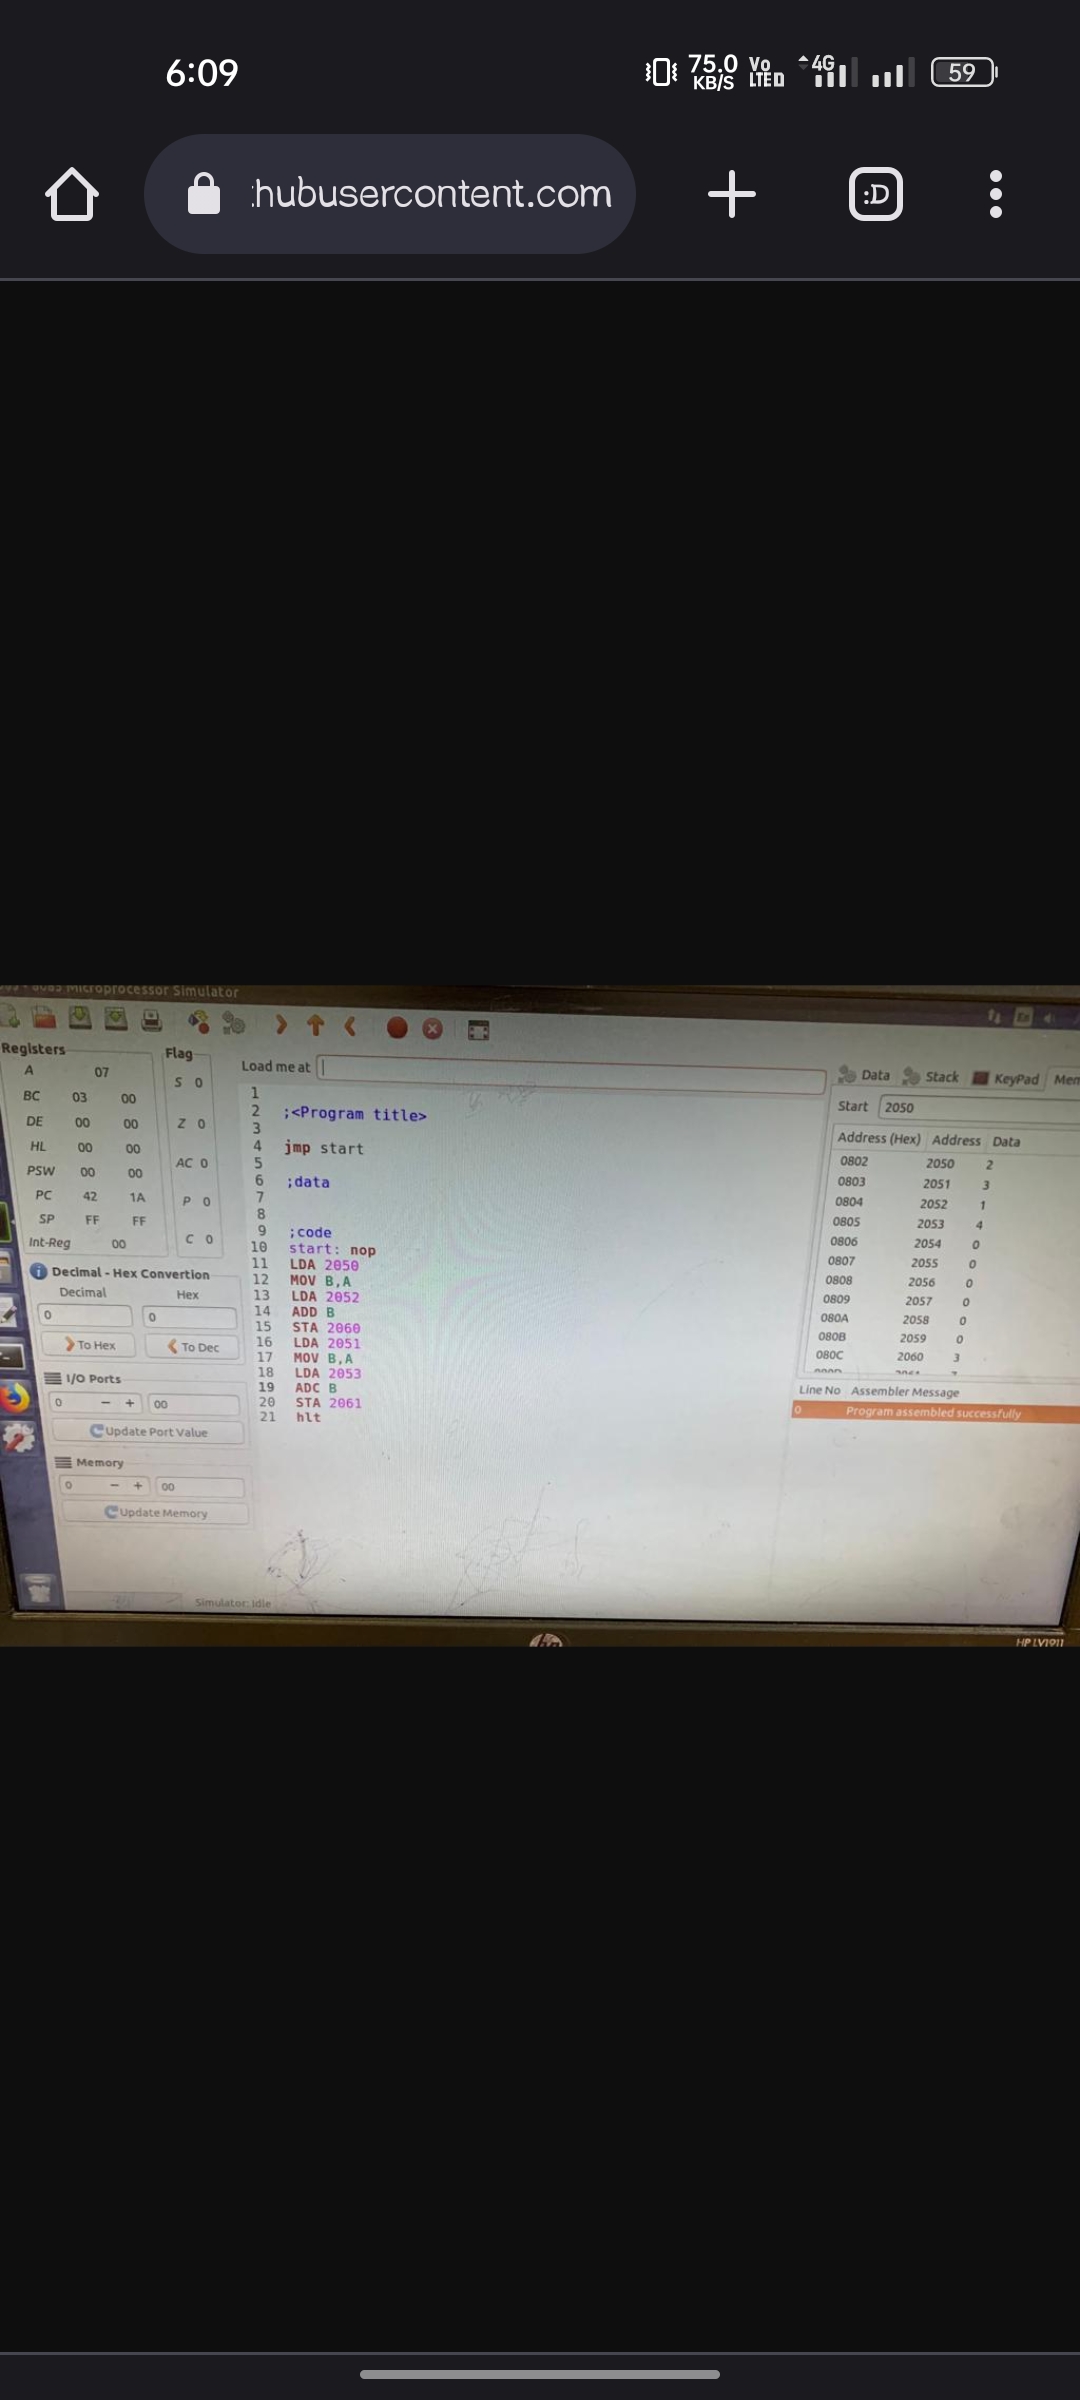 6:09
75.0 KB/S
Vo LTE D
4G
59
:hubusercontent.com
:D
Microprocessor Simulator
Registers
A 07
BC 03 00
DE 00 00
HL 00 00
PSW 00 00
PC 42 1A
SP FF FF
Int-Reg 00
Flag
S 0
Z 0
AC 0
P 0
C 0
Decimal - Hex Convertion
Decimal Hex
0 0
To Hex To Dec
I/O Ports
0 - + 00
Update Port Value
Memory
0 - + 00
Update Memory
Load me at
1
2 ;<Program title>
3
4 jmp start
5
6 ;data
7
8
9 ;code
10 start: nop
11 LDA 2050
12 MOV B,A
13 LDA 2052
14 ADD B
15 STA 2060
16 LDA 2051
17 MOV B,A
18 LDA 2053
19 ADC B
20 STA 2061
21 hlt
Simulator: Idle
En
Data Stack KeyPad Mem
Start 2050
Address (Hex) Address Data
0802 2050 2
0803 2051 3
0804 2052 1
0805 2053 4
0806 2054 0
0807 2055 0
0808 2056 0
0809 2057 0
080A 2058 0
080B 2059 0
080C 2060 3
Line No Assembler Message
0 Program assembled successfully
hp
HP LV1911